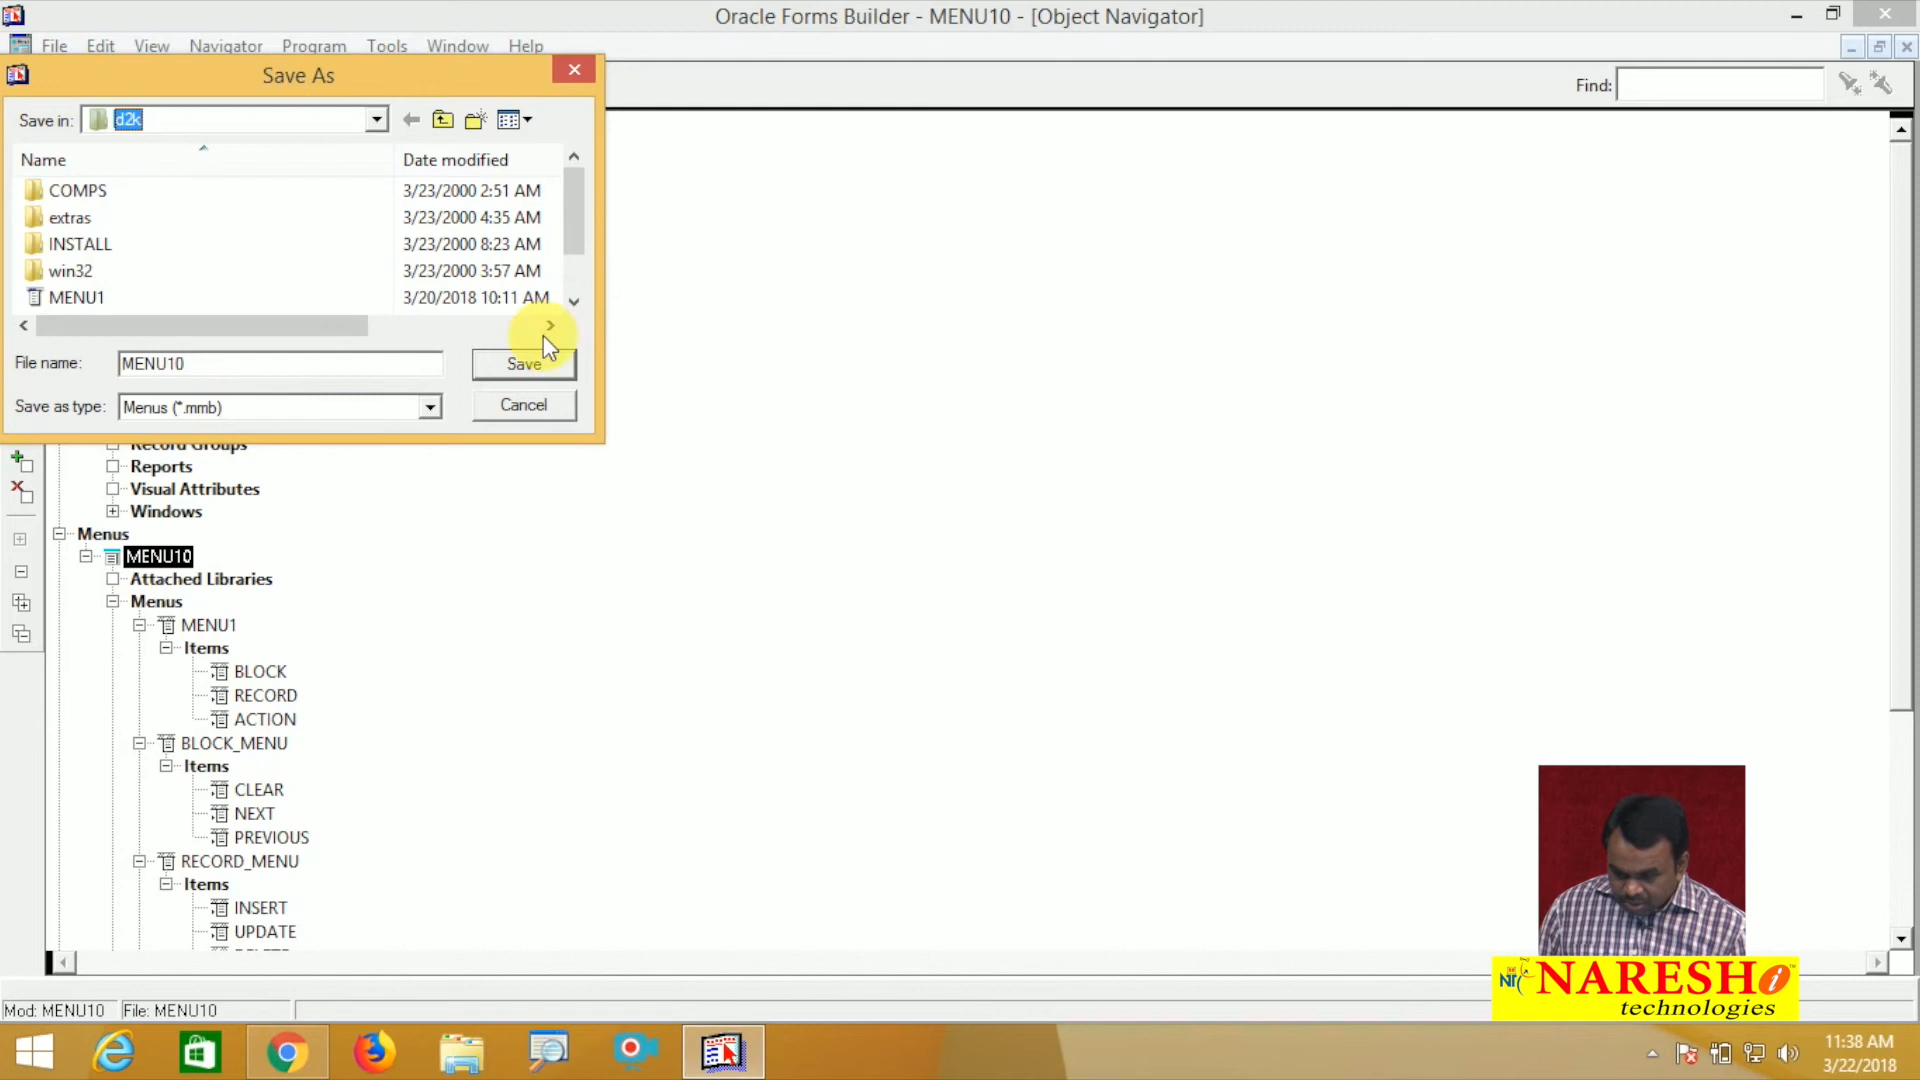 Oracle Forms Builder - MENU10 - [Object Navigator]
File Edit View Navigator Program Tools Window Help
Save As
Find:
Save in: d2k
Name Date modified
COMPS 3/23/2000 2:51 AM
extras 3/23/2000 4:35 AM
INSTALL 3/23/2000 8:23 AM
win32 3/23/2000 3:57 AM
MENU1 3/20/2018 10:11 AM
File name: MENU10 Save
Save as type: Menus (*.mmb) Cancel
Record Groups
Reports
Visual Attributes
Windows
Menus
MENU10
Attached Libraries
Menus
MENU1
Items
BLOCK
RECORD
ACTION
BLOCK_MENU
Items
CLEAR
NEXT
PREVIOUS
RECORD_MENU
Items
INSERT
UPDATE
NARESH i
technologies
Mod: MENU10 File: MENU10
11:38 AM
3/22/2018